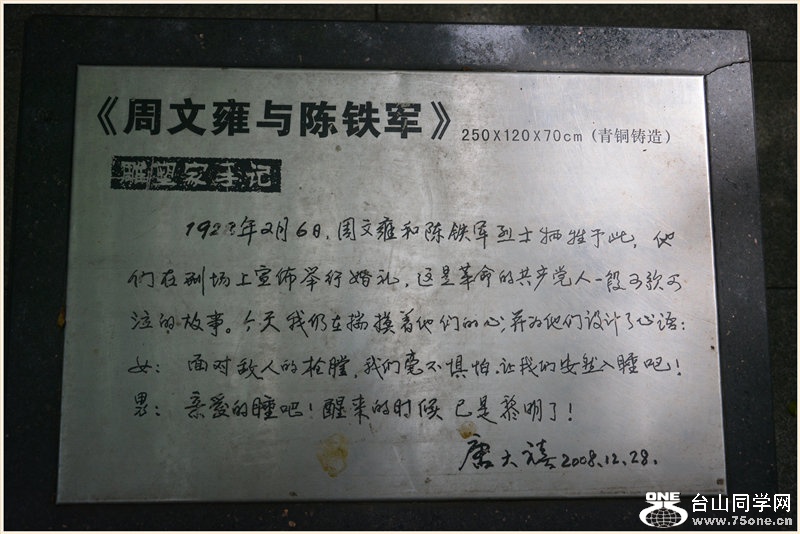 《周文雍与陈铁军》 250X120X70cm (青铜铸造)
雕塑家手记
1928年2月6日,周文雍和陈铁军烈士牺牲于此,他
们在刑场上宣布举行婚礼,这是革命的共产党人一段可歌可
泣的故事。今天我仍在揣摸着他们的心,并为他们设计了心语:
女: 面对敌人的枪膛,我们毫不惧怕,让我们安然入睡吧!
男: 亲爱的睡吧!醒来的时候已是黎明了!
唐大禧 2008.12.28.
ONE 台山同学网
www.75one.cn